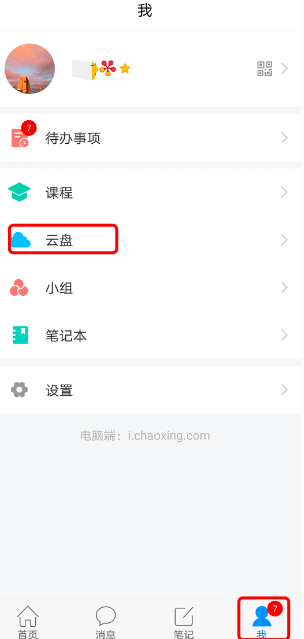 我
7
待办事项
课程
云盘
小组
笔记本
设置
电脑端：i.chaoxing.com
7
首页
消息
笔记
我